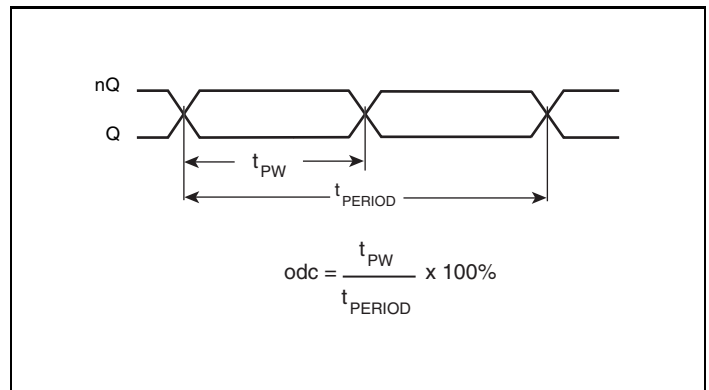 nQ
Q
tPW
tPERIOD
odc = tPW / tPERIOD x 100%